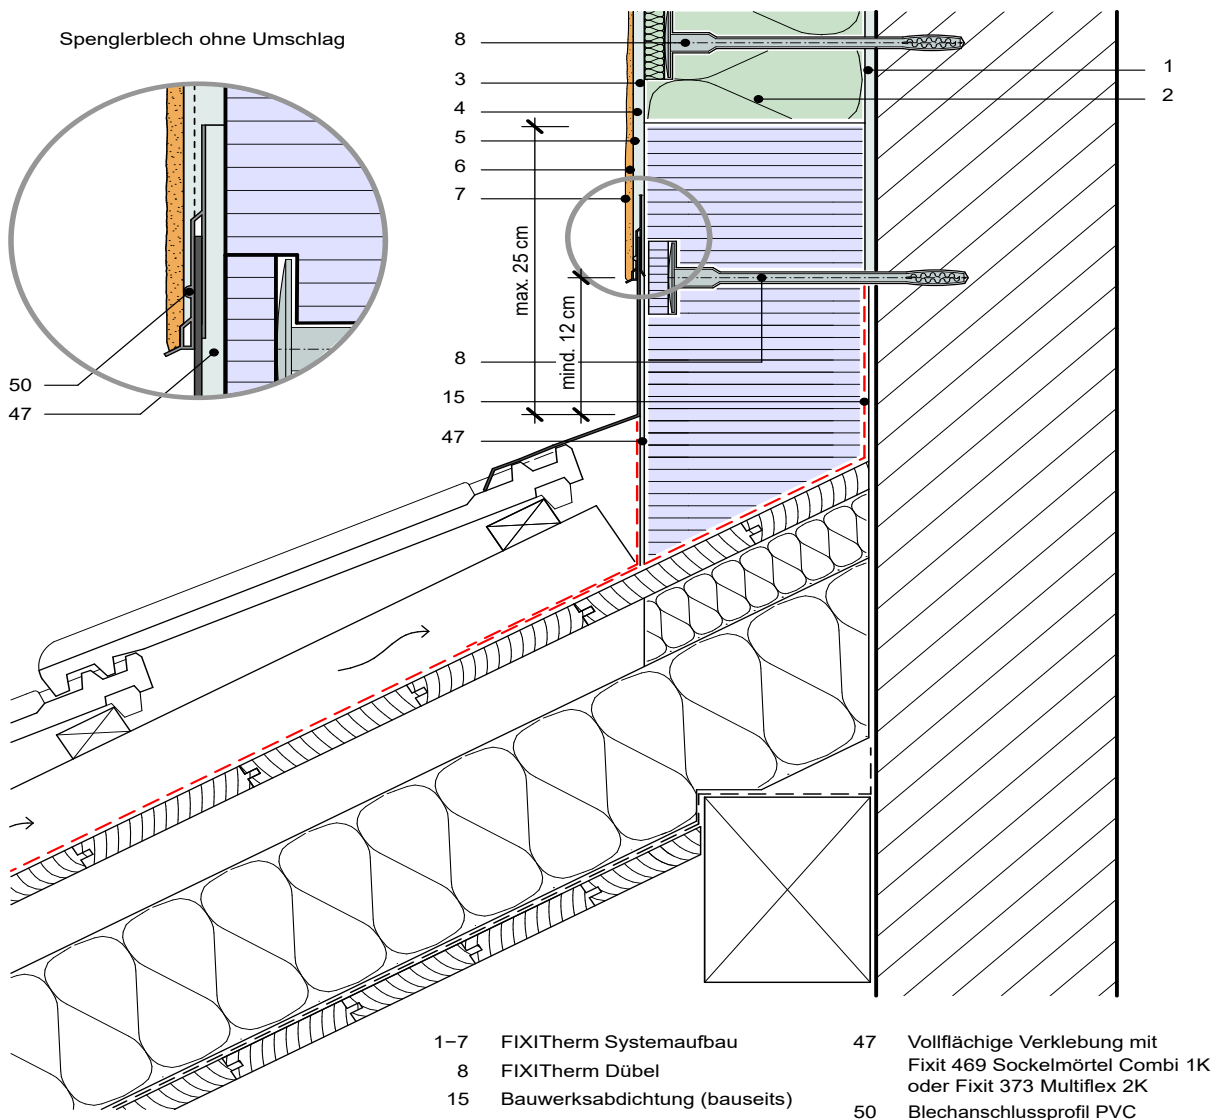 Spenglerblech ohne Umschlag
8
3
4
5
6
7
1
2
max. 25 cm
mind. 12 cm
8
15
47
50
47
1–7 FIXITherm Systemaufbau
8 FIXITherm Dübel
15 Bauwerksabdichtung (bauseits)
47 Vollflächige Verklebung mit
Fixit 469 Sockelmörtel Combi 1K
oder Fixit 373 Multiflex 2K
50 Blechanschlussprofil PVC